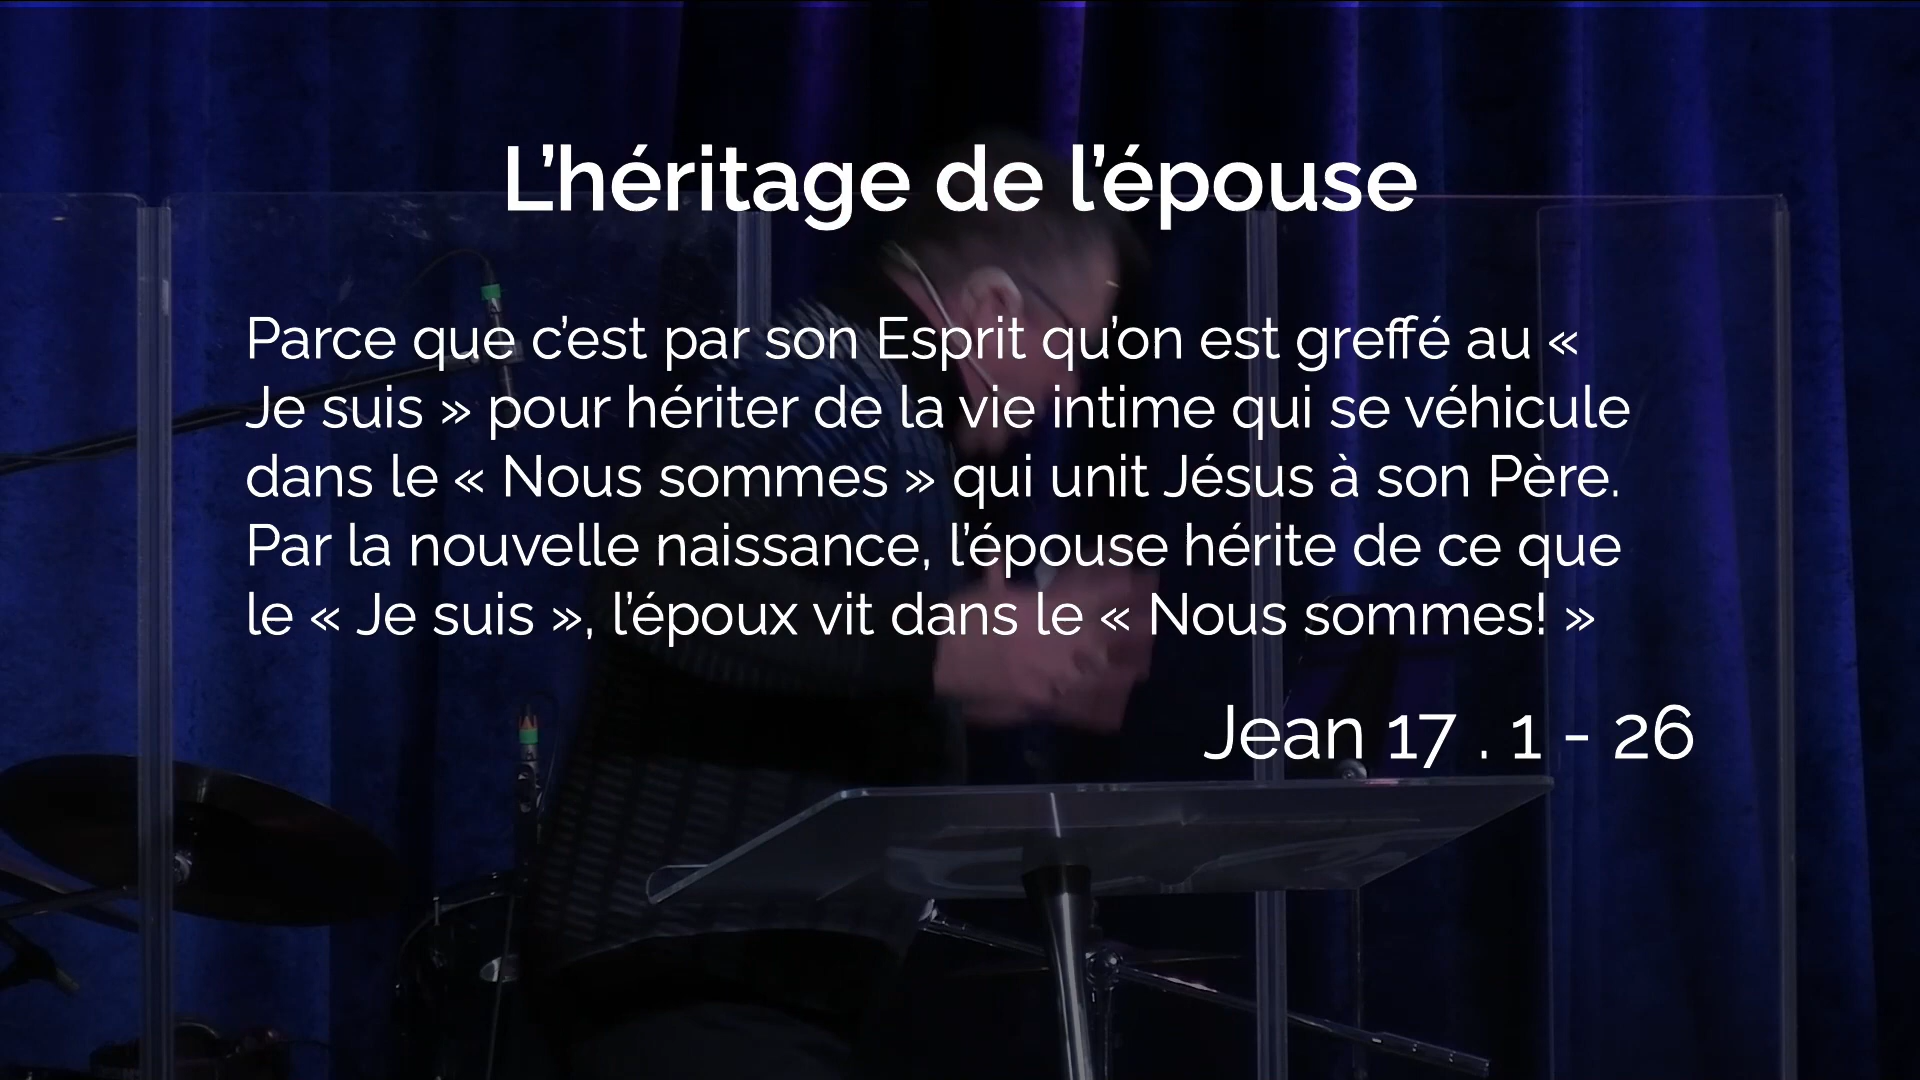 L’héritage de l’épouse
Parce que c’est par son Esprit qu’on est greffé au «
Je suis » pour hériter de la vie intime qui se véhicule
dans le « Nous sommes » qui unit Jésus à son Père.
Par la nouvelle naissance, l’épouse hérite de ce que
le « Je suis », l’époux vit dans le « Nous sommes! »
Jean 17 . 1 - 26